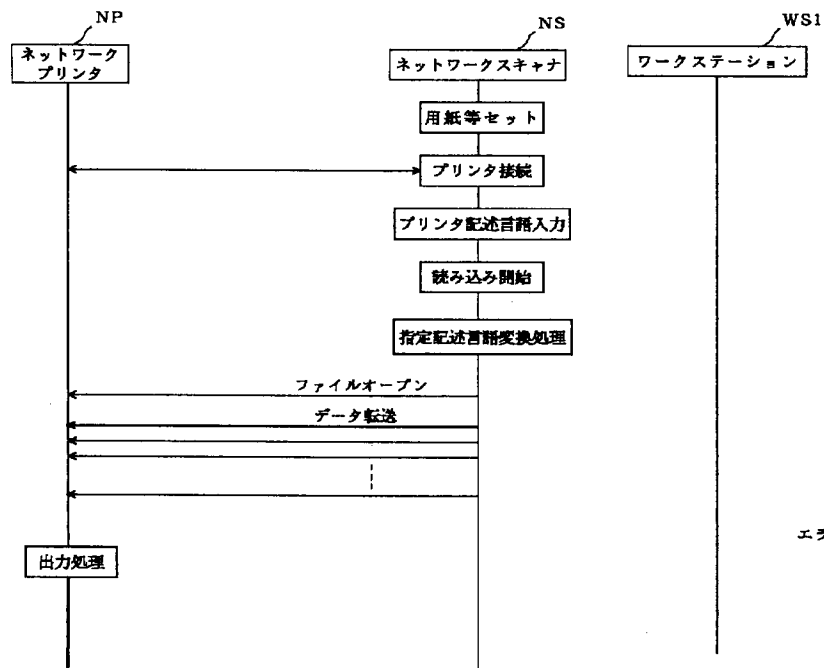 NP
NS
WS1
ネットワーク
プリンタ
ネットワークスキャナ
ワークステーション
用紙等セット
プリンタ接続
プリンタ記述言語入力
読み込み開始
指定記述言語変換処理
ファイルオープン
データ転送
エラ
出力処理